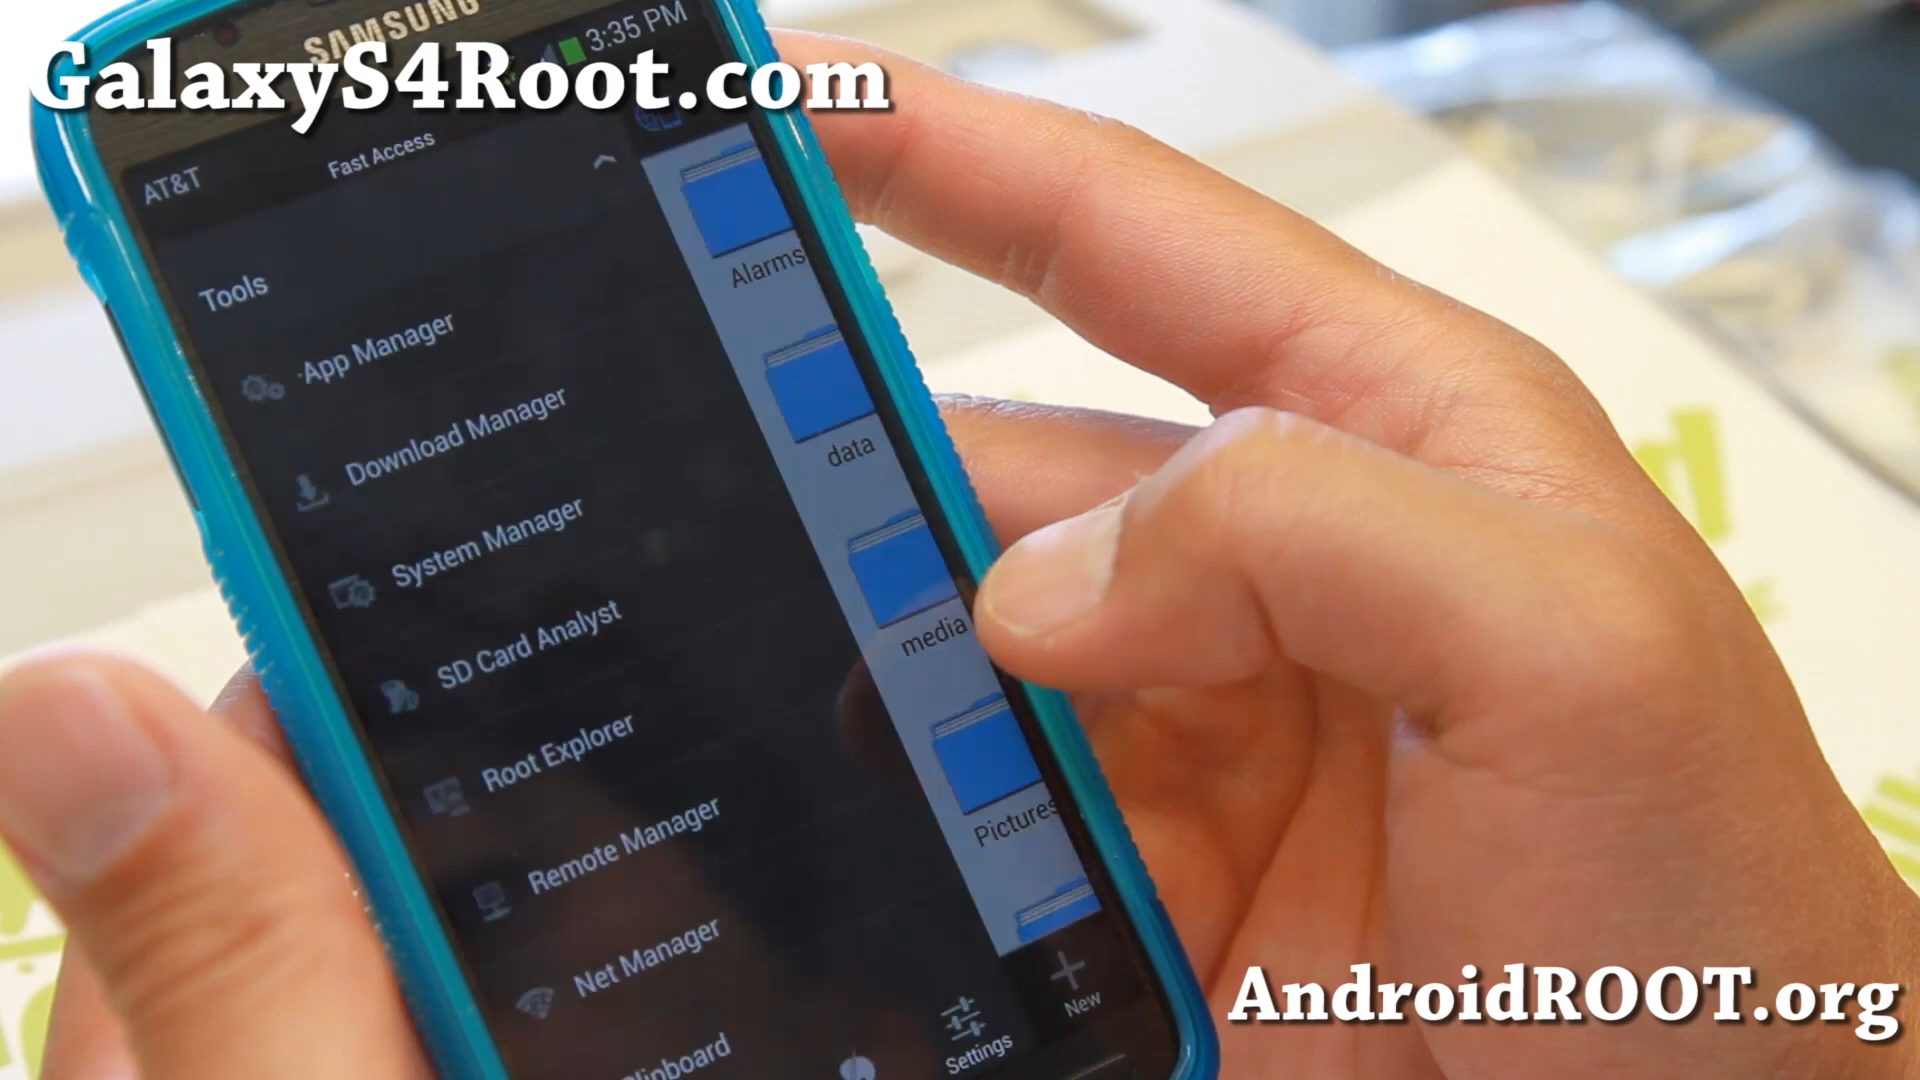 SAMSUNG
3:35 PM
GalaxyS4Root.com
AT&T
Fast Access
Tools
App Manager
Download Manager
System Manager
SD Card Analyst
Root Explorer
Remote Manager
Net Manager
Clipboard
Alarms
data
media
Pictures
Settings
New
AndroidROOT.org